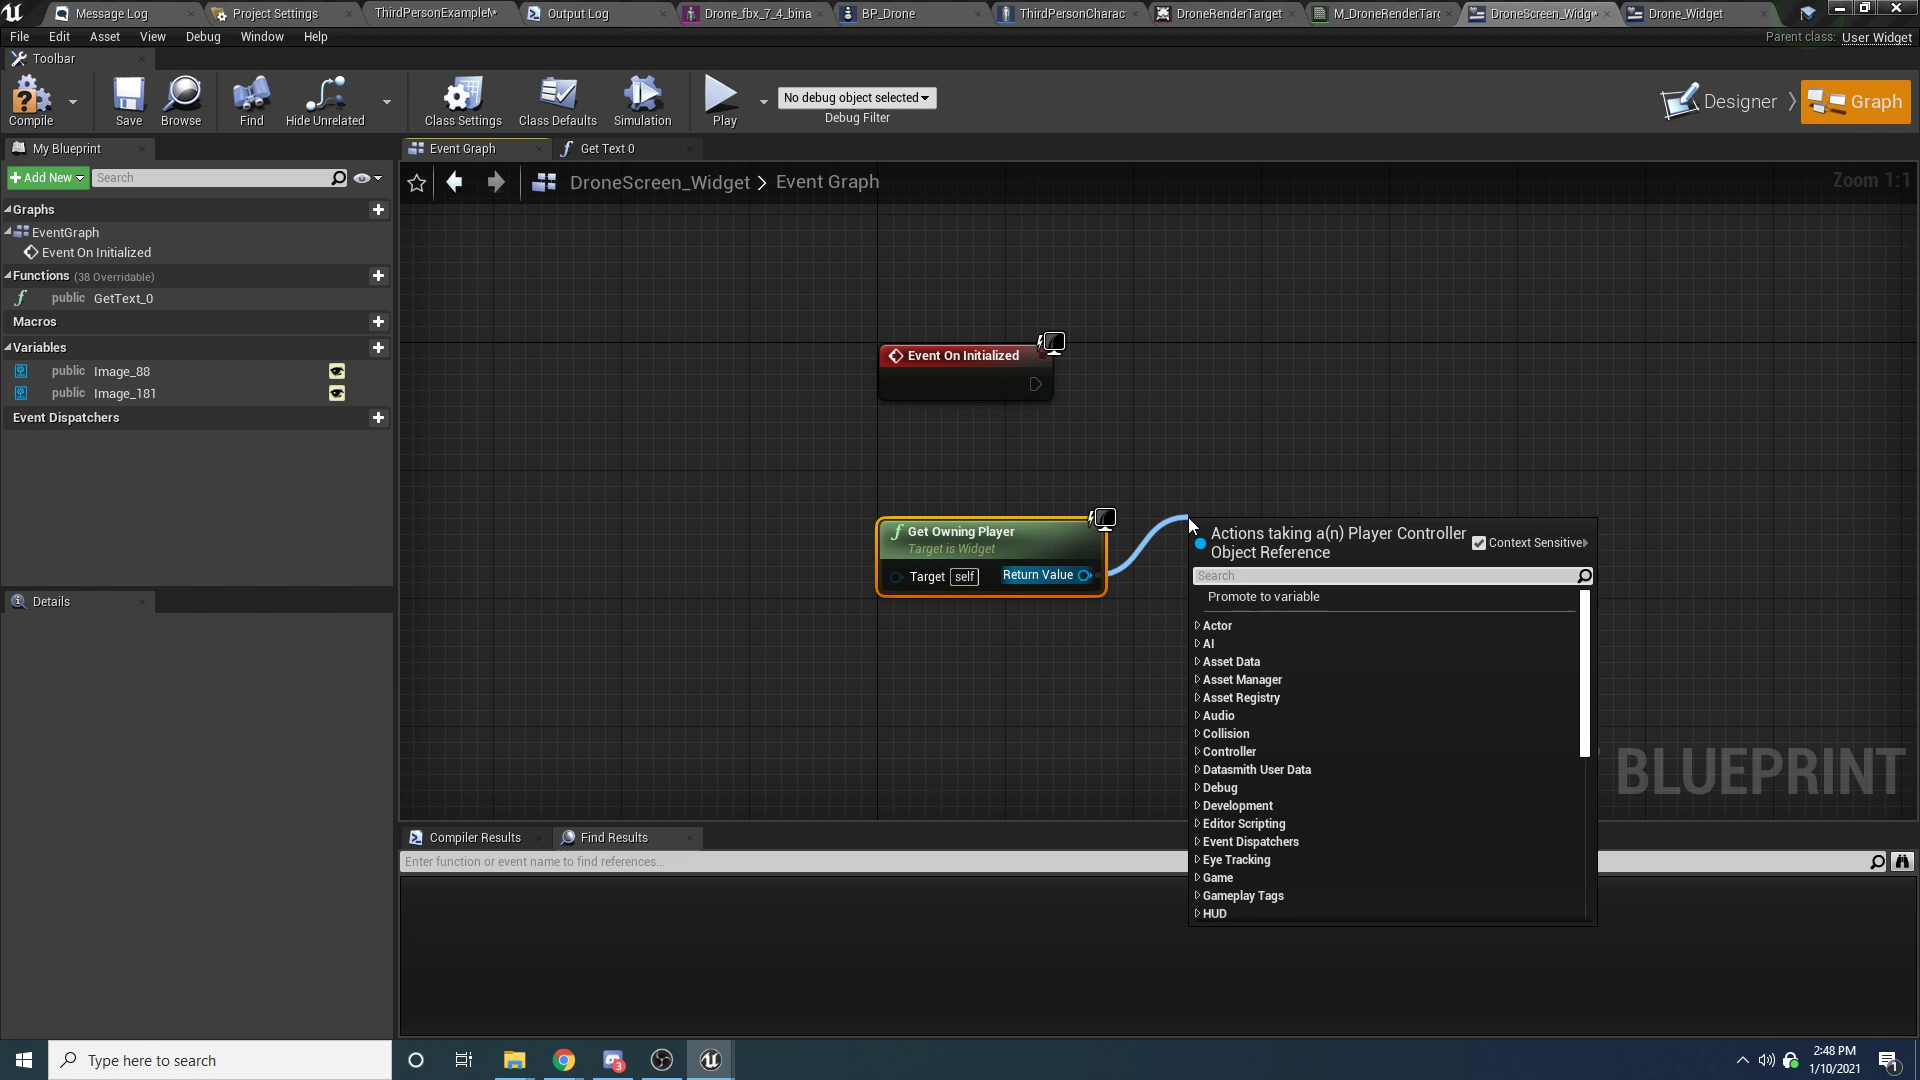 Message Log
Project Settings
ThirdPersonExample*
Output Log
Drone_fbx_7_4_bina
BP_Drone
ThirdPersonCharac
DroneRenderTarget
M_DroneRenderTarg
DroneScreen_Widg
Drone_Widget
File Edit Asset View Debug Window Help
Parent class: User Widget
Toolbar
Compile
Save
Browse
Find
Hide Unrelated
Class Settings
Class Defaults
Simulation
Play
No debug object selected
Debug Filter
Designer
Graph
My Blueprint
Event Graph
Get Text 0
Add New
Search
DroneScreen_Widget > Event Graph
Zoom 1:1
Graphs
EventGraph
Event On Initialized
Functions (38 Overridable)
public GetText_0
Macros
Variables
public Image_88
public Image_181
Event Dispatchers
Event On Initialized
Get Owning Player
Target is Widget
Target self
Return Value
Actions taking a(n) Player Controller
Object Reference
Context Sensitive
Search
Promote to variable
Actor
AI
Asset Data
Asset Manager
Asset Registry
Audio
Collision
Controller
Datasmith User Data
Debug
Development
Editor Scripting
Event Dispatchers
Eye Tracking
Game
Gameplay Tags
HUD
BLUEPRINT
Details
Compiler Results
Find Results
Enter function or event name to find references...
Type here to search
3
2:48 PM
1/10/2021
1